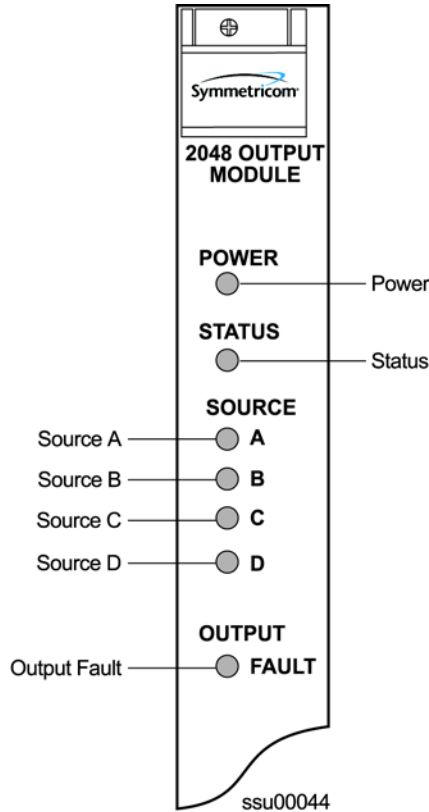 Symmetricom
2048 OUTPUT
MODULE
POWER
Power
STATUS
Status
SOURCE
Source A
A
Source B
B
Source C
C
Source D
D
OUTPUT
Output Fault
FAULT
ssu00044